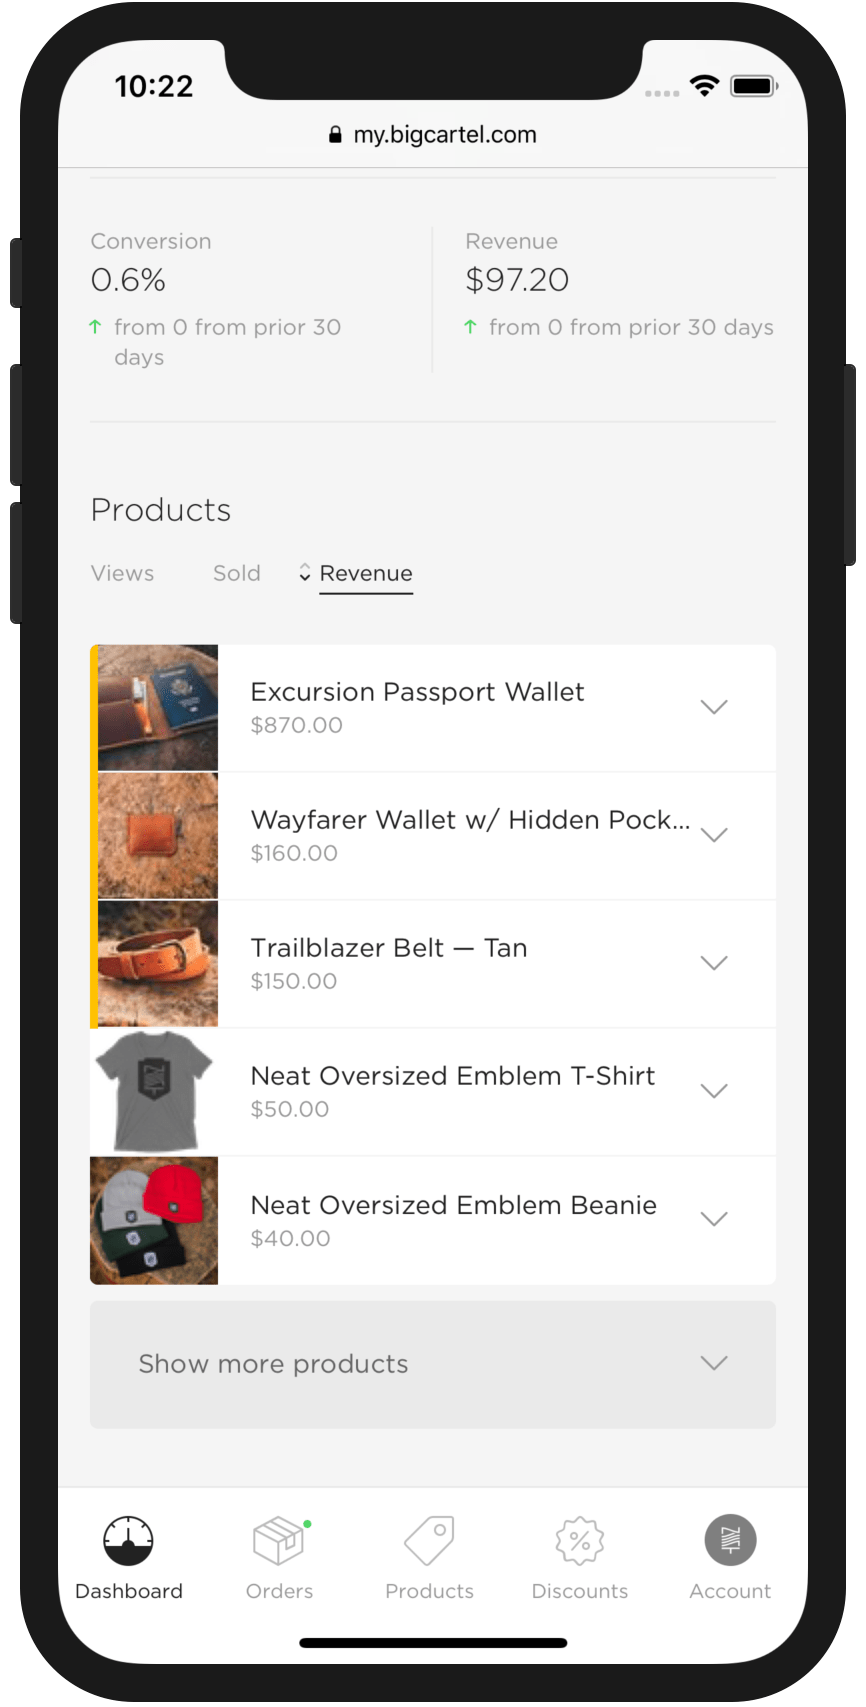 10:22
my.bigcartel.com
Conversion
0.6%
↑ from 0 from prior 30
days
Revenue
$97.20
↑ from 0 from prior 30 days
Products
Views Sold Revenue
Excursion Passport Wallet
$870.00
Wayfarer Wallet w/ Hidden Pock...
$160.00
Trailblazer Belt — Tan
$150.00
Neat Oversized Emblem T-Shirt
$50.00
Neat Oversized Emblem Beanie
$40.00
Show more products
Dashboard Orders Products Discounts Account